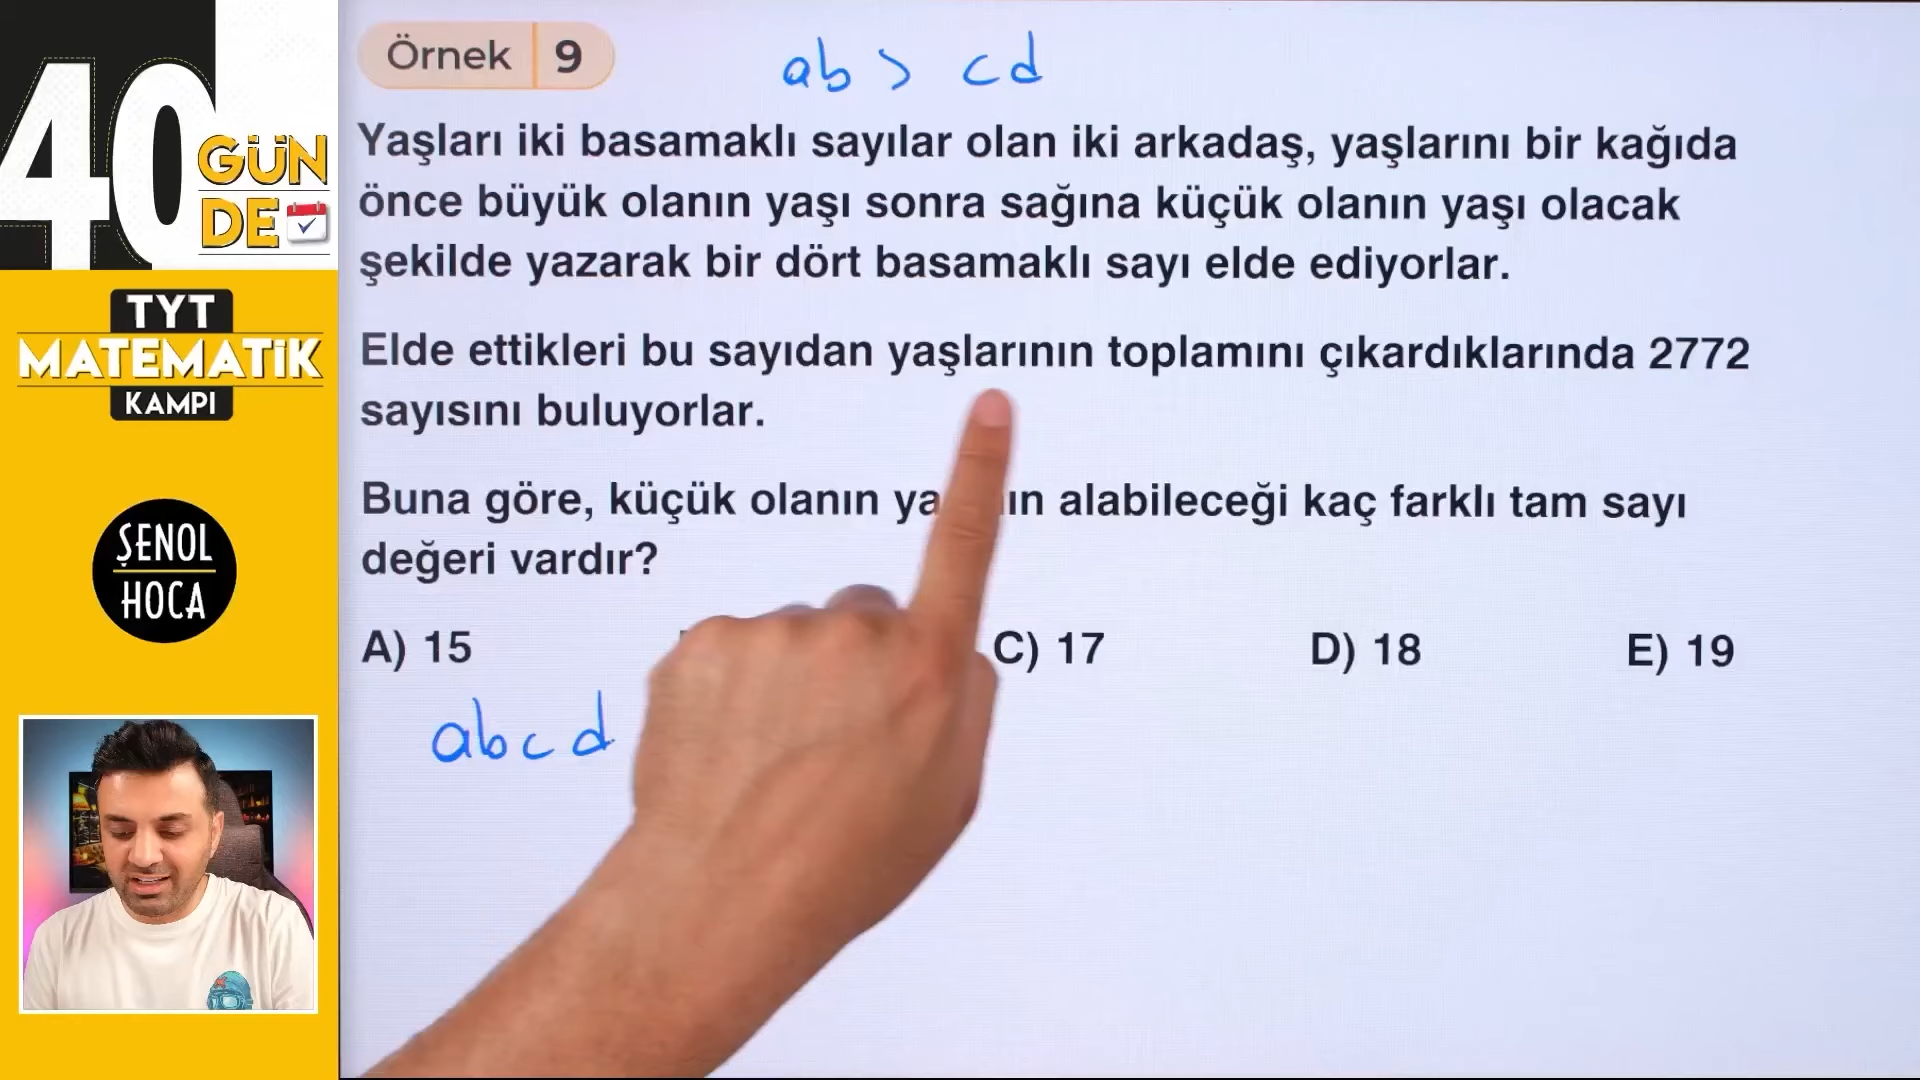 40
GÜN
DE
TYT
MATEMATİK
KAMPI
ŞENOL
HOCA
Örnek 9
ab > cd
Yaşları iki basamaklı sayılar olan iki arkadaş, yaşlarını bir kağıda
önce büyük olanın yaşı sonra sağına küçük olanın yaşı olacak
şekilde yazarak bir dört basamaklı sayı elde ediyorlar.
Elde ettikleri bu sayıdan yaşlarının toplamını çıkardıklarında 2772
sayısını buluyorlar.
Buna göre, küçük olanın alabileceği kaç farklı tam sayı
değeri vardır?
A) 15 C) 17 D) 18 E) 19
abcd